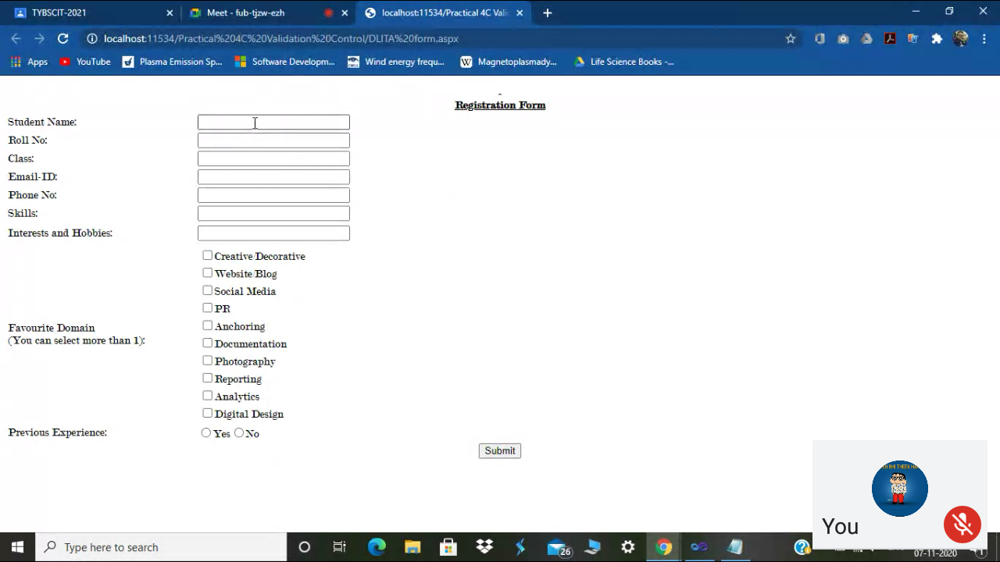 TYBSCIT-2021
Meet - fub-tjzw-ezh
localhost:11534/Practical 4C Vali
localhost:11534/Practical%204C%20Validation%20Control/DLITA%20form.aspx
Apps
YouTube
Plasma Emission Sp...
Software Developm...
Wind energy frequ...
W Magnetoplasmady...
Life Science Books -...
Registration Form
Student Name:
Roll No:
Class:
Email-ID:
Phone No:
Skills:
Interests and Hobbies:
Creative/Decorative
Website/Blog
Social Media
PR
Anchoring
Favourite Domain
(You can select more than 1):
Documentation
Photography
Reporting
Analytics
Digital Design
Previous Experience:
Yes
No
Submit
You
Type here to search
26
07-11-2020